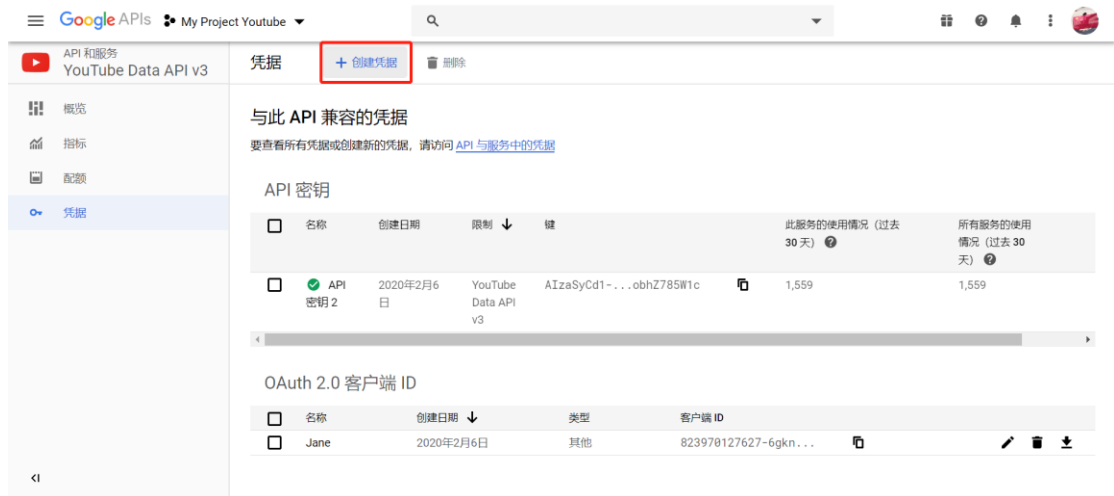 Google APIs My Project Youtube
API 和服务
YouTube Data API v3
凭据 + 创建凭据 删除
概览
指标
配额
凭据
与此 API 兼容的凭据
要查看所有凭据或创建新的凭据，请访问 API 与服务中的凭据
API 密钥
名称 创建日期 限制 键 此服务的使用情况（过去 30 天） 所有服务的使用情况（过去 30 天）
API 密钥 2 2020年2月6日 YouTube Data API v3 AIzaSyCd1-...obhZ785W1c 1,559 1,559
OAuth 2.0 客户端 ID
名称 创建日期 类型 客户端 ID
Jane 2020年2月6日 其他 823970127627-6gkn...